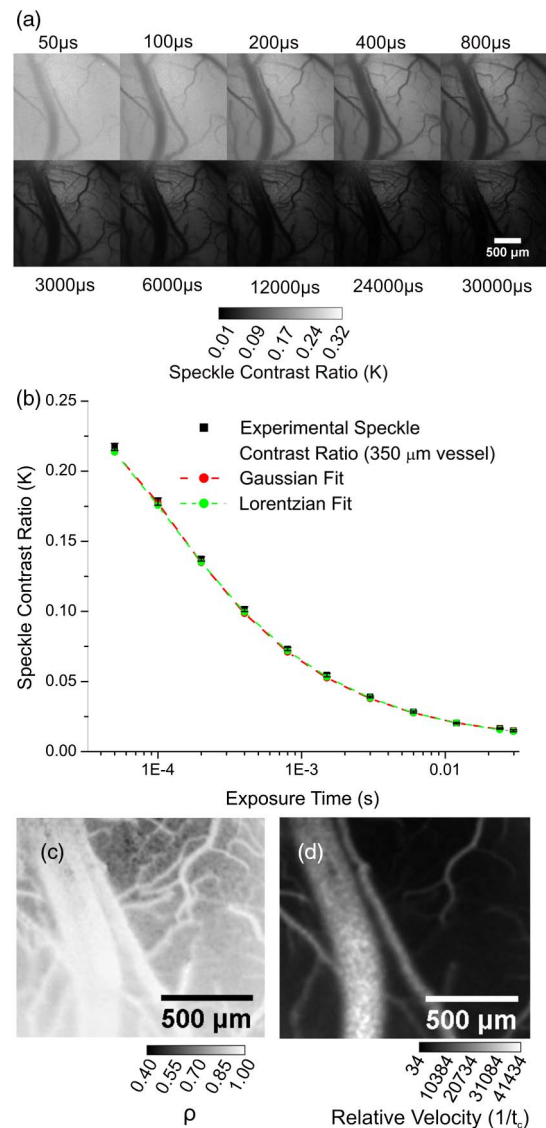 (a)
50µs 100µs 200µs 400µs 800µs
500 µm
3000µs 6000µs 12000µs 24000µs 30000µs
0.01 0.09 0.17 0.24 0.32
Speckle Contrast Ratio (K)
(b)
0.25
0.20
0.15
0.10
0.05
0.00
Speckle Contrast Ratio (K)
Experimental Speckle
Contrast Ratio (350 µm vessel)
Gaussian Fit
Lorentzian Fit
1E-4 1E-3 0.01
Exposure Time (s)
(c)
500 µm
0.40 0.55 0.70 0.85 1.00
ρ
(d)
500 µm
34 10384 20734 31084 41434
Relative Velocity (1/tc)